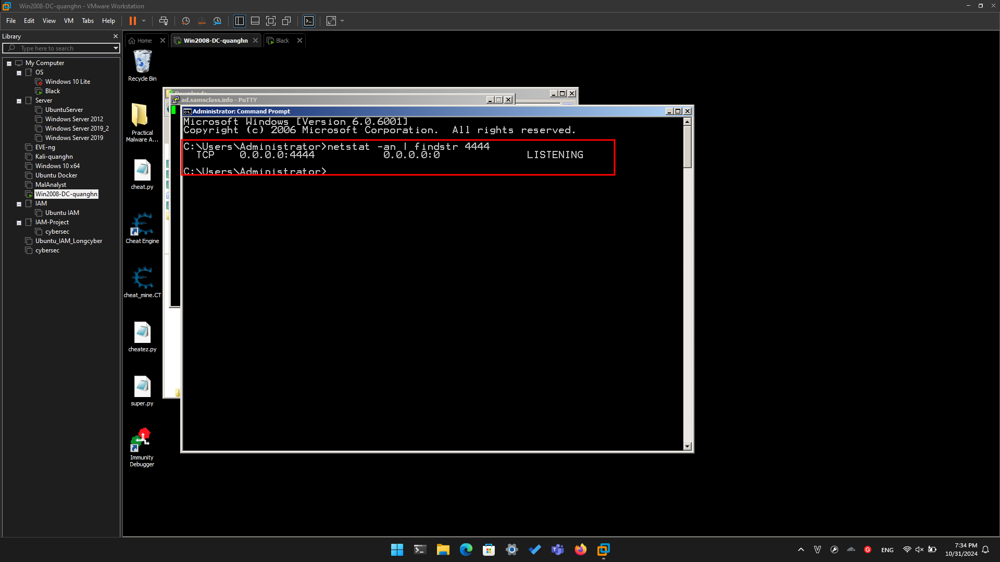 Win2008-DC-quanghn - VMware Workstation
File Edit View VM Tabs Help
Library
Type here to search
My Computer
OS
Windows 10 Lite
Black
Server
UbuntuServer
Windows Server 2012
Windows Server 2019_2
Windows Server 2019
EVE-ng
Kali-quanghn
Windows 10 x64
Ubuntu Docker
MalAnalyst
Win2008-DC-quanghn
IAM
Ubuntu IAM
IAM-Project
cybersec
Ubuntu_IAM_Longcyber
cybersec
Home
Win2008-DC-quanghn
Black
Recycle Bin
Practical
Malware A...
cheat.py
Cheat Engine
cheat_mine.CT
cheatez.py
super.py
Immunity
Debugger
Downloads
ad.samsclass.info - PuTTY
Administrator: Command Prompt
Microsoft Windows [Version 6.0.6001]
Copyright (c) 2006 Microsoft Corporation.  All rights reserved.
C:\Users\Administrator>netstat -an | findstr 4444
TCP    0.0.0.0:4444           0.0.0.0:0              LISTENING
C:\Users\Administrator>
ENG
7:34 PM
10/31/2024